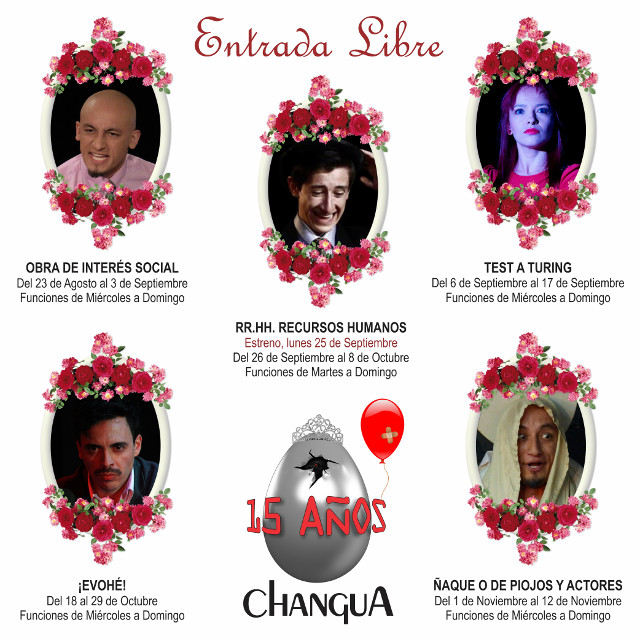 Entrada Libre
OBRA DE INTERÉS SOCIAL
Del 23 de Agosto al 3 de Septiembre
Funciones de Miércoles a Domingo
TEST A TURING
Del 6 de Septiembre al 17 de Septiembre
Funciones de Miércoles a Domingo
RR.HH. RECURSOS HUMANOS
Estreno, lunes 25 de Septiembre
Del 26 de Septiembre al 8 de Octubre
Funciones de Martes a Domingo
15 AÑOS
CHANGUA
¡EVOHÉ!
Del 18 al 29 de Octubre
Funciones de Miércoles a Domingo
ÑAQUE O DE PIOJOS Y ACTORES
Del 1 de Noviembre al 12 de Noviembre
Funciones de Miércoles a Domingo